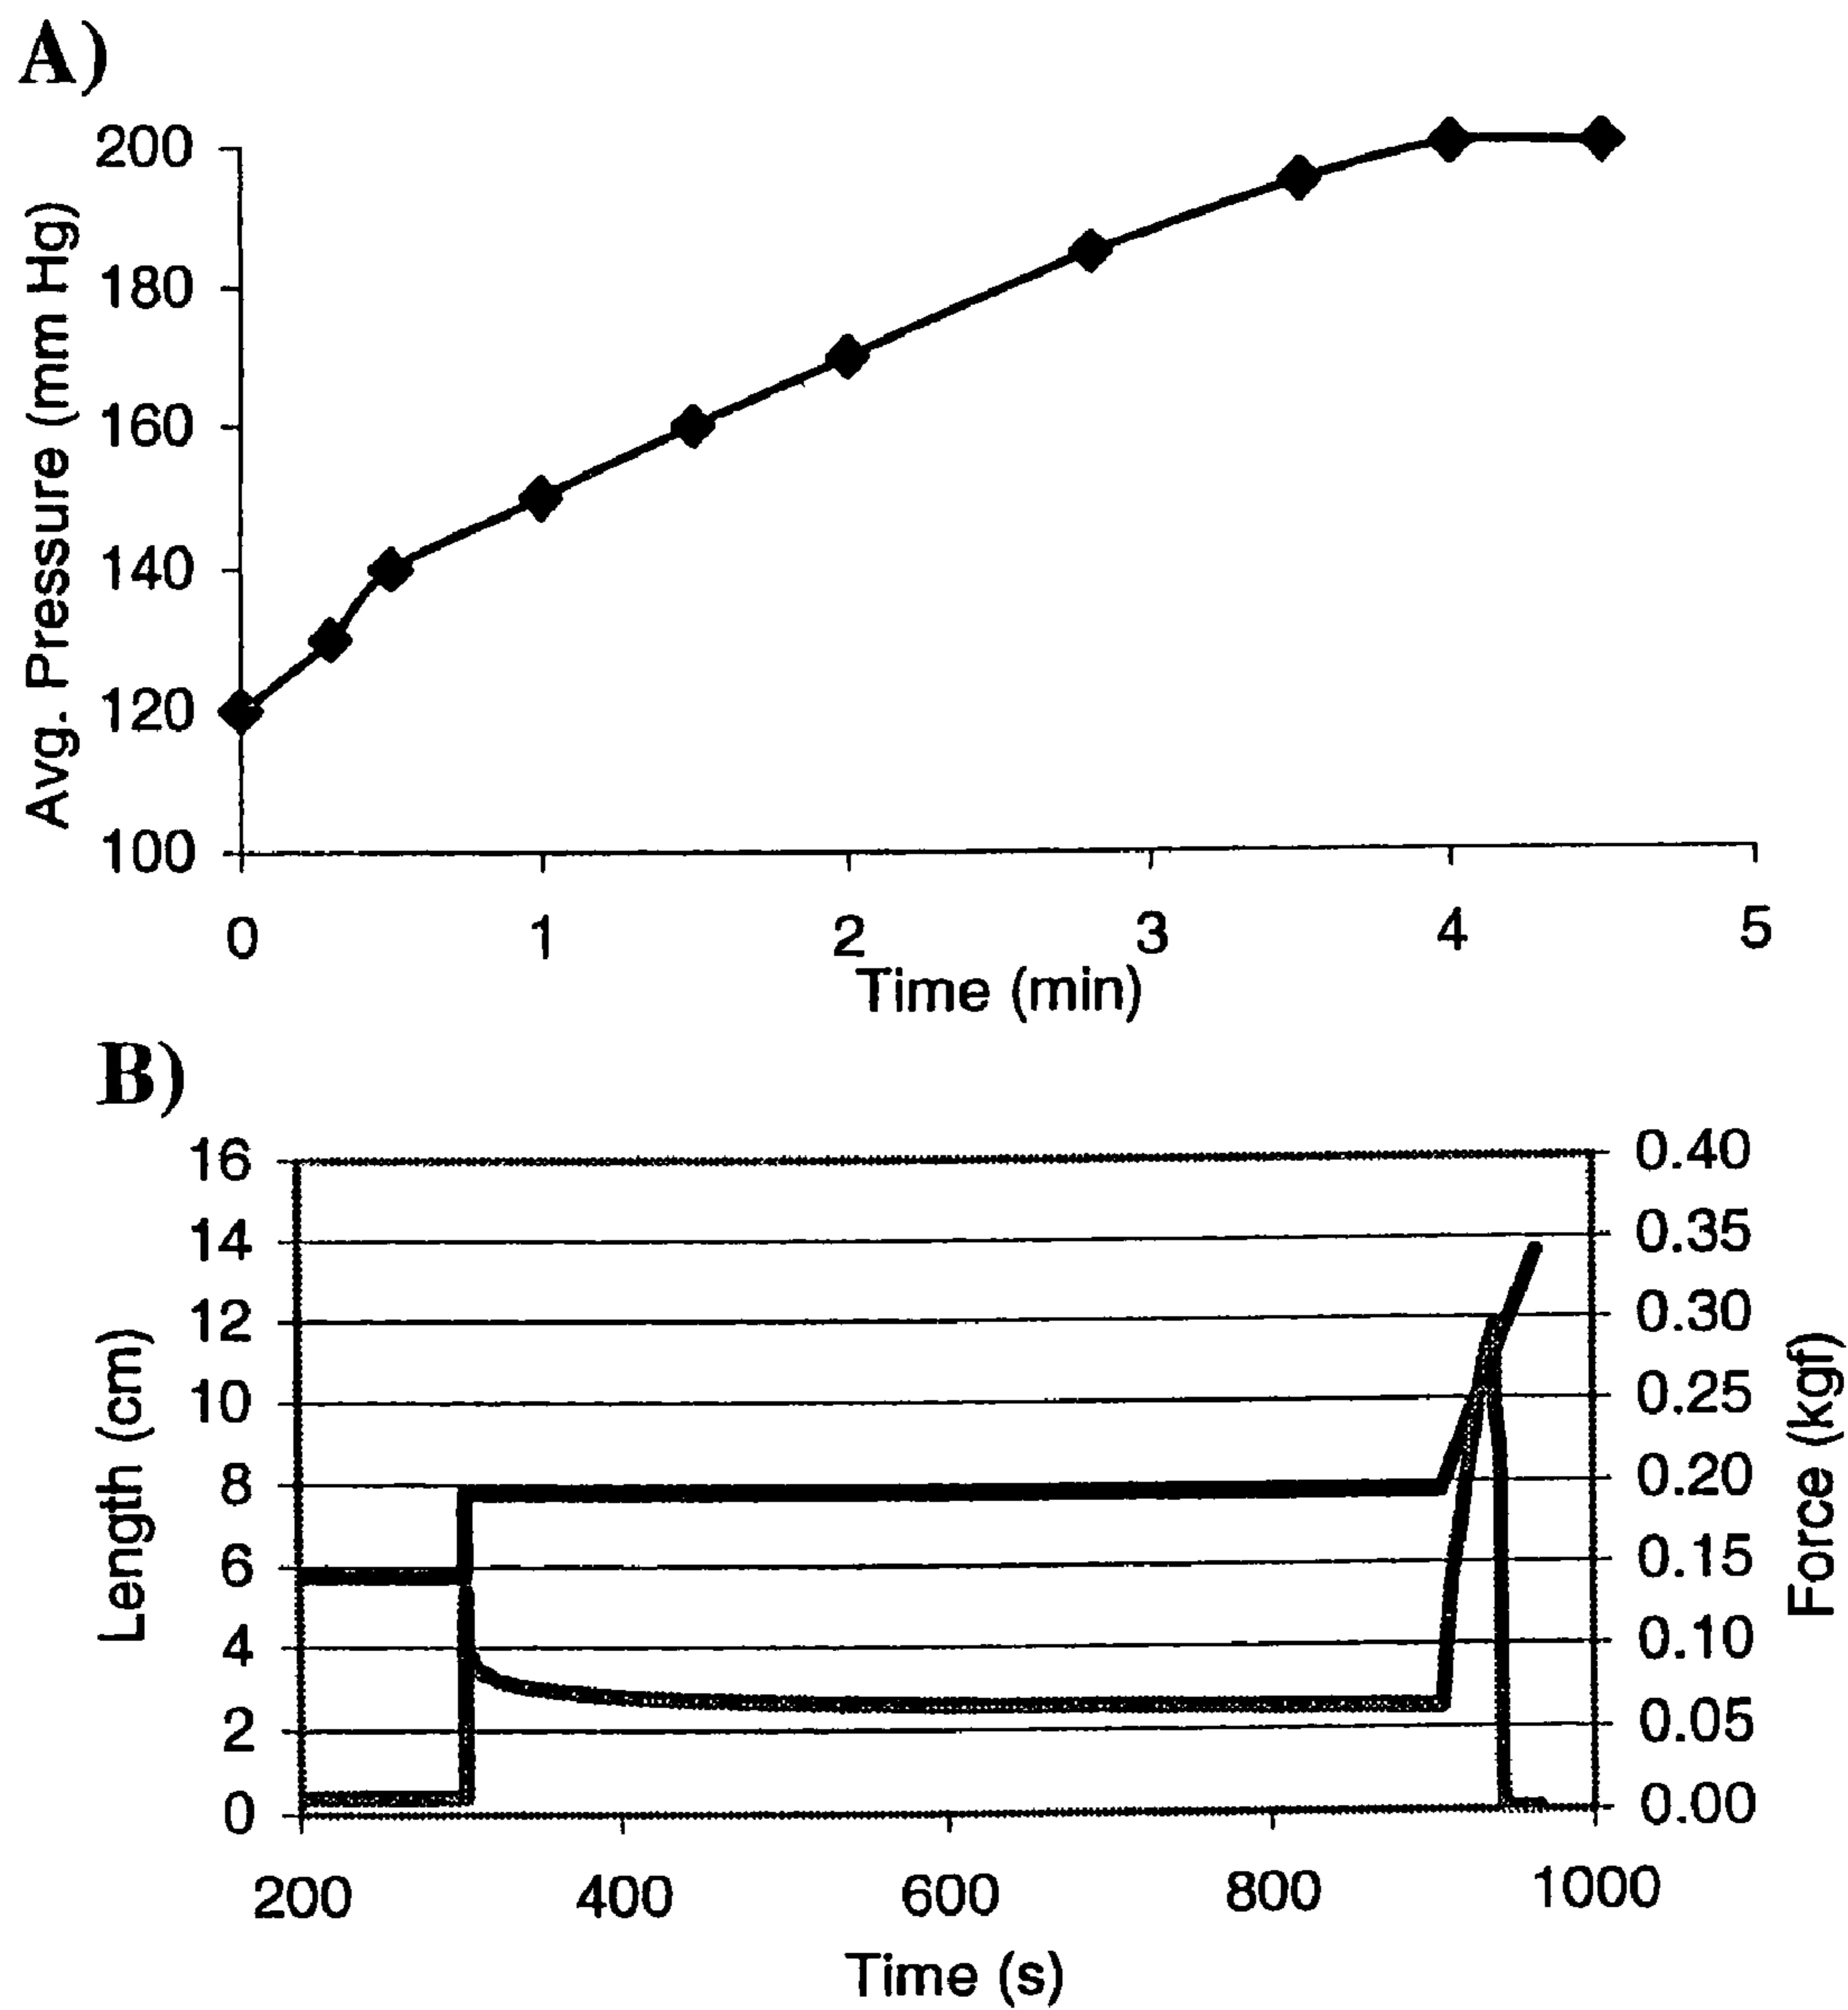 A)
200
180
160
140
120
100
Avg. Pressure (mm Hg)
0 1 2 3 4 5
Time (min)
B)
16
14
12
10
8
6
4
2
0
Length (cm)
0.40
0.35
0.30
0.25
0.20
0.15
0.10
0.05
0.00
Force (kgf)
200 400 600 800 1000
Time (s)